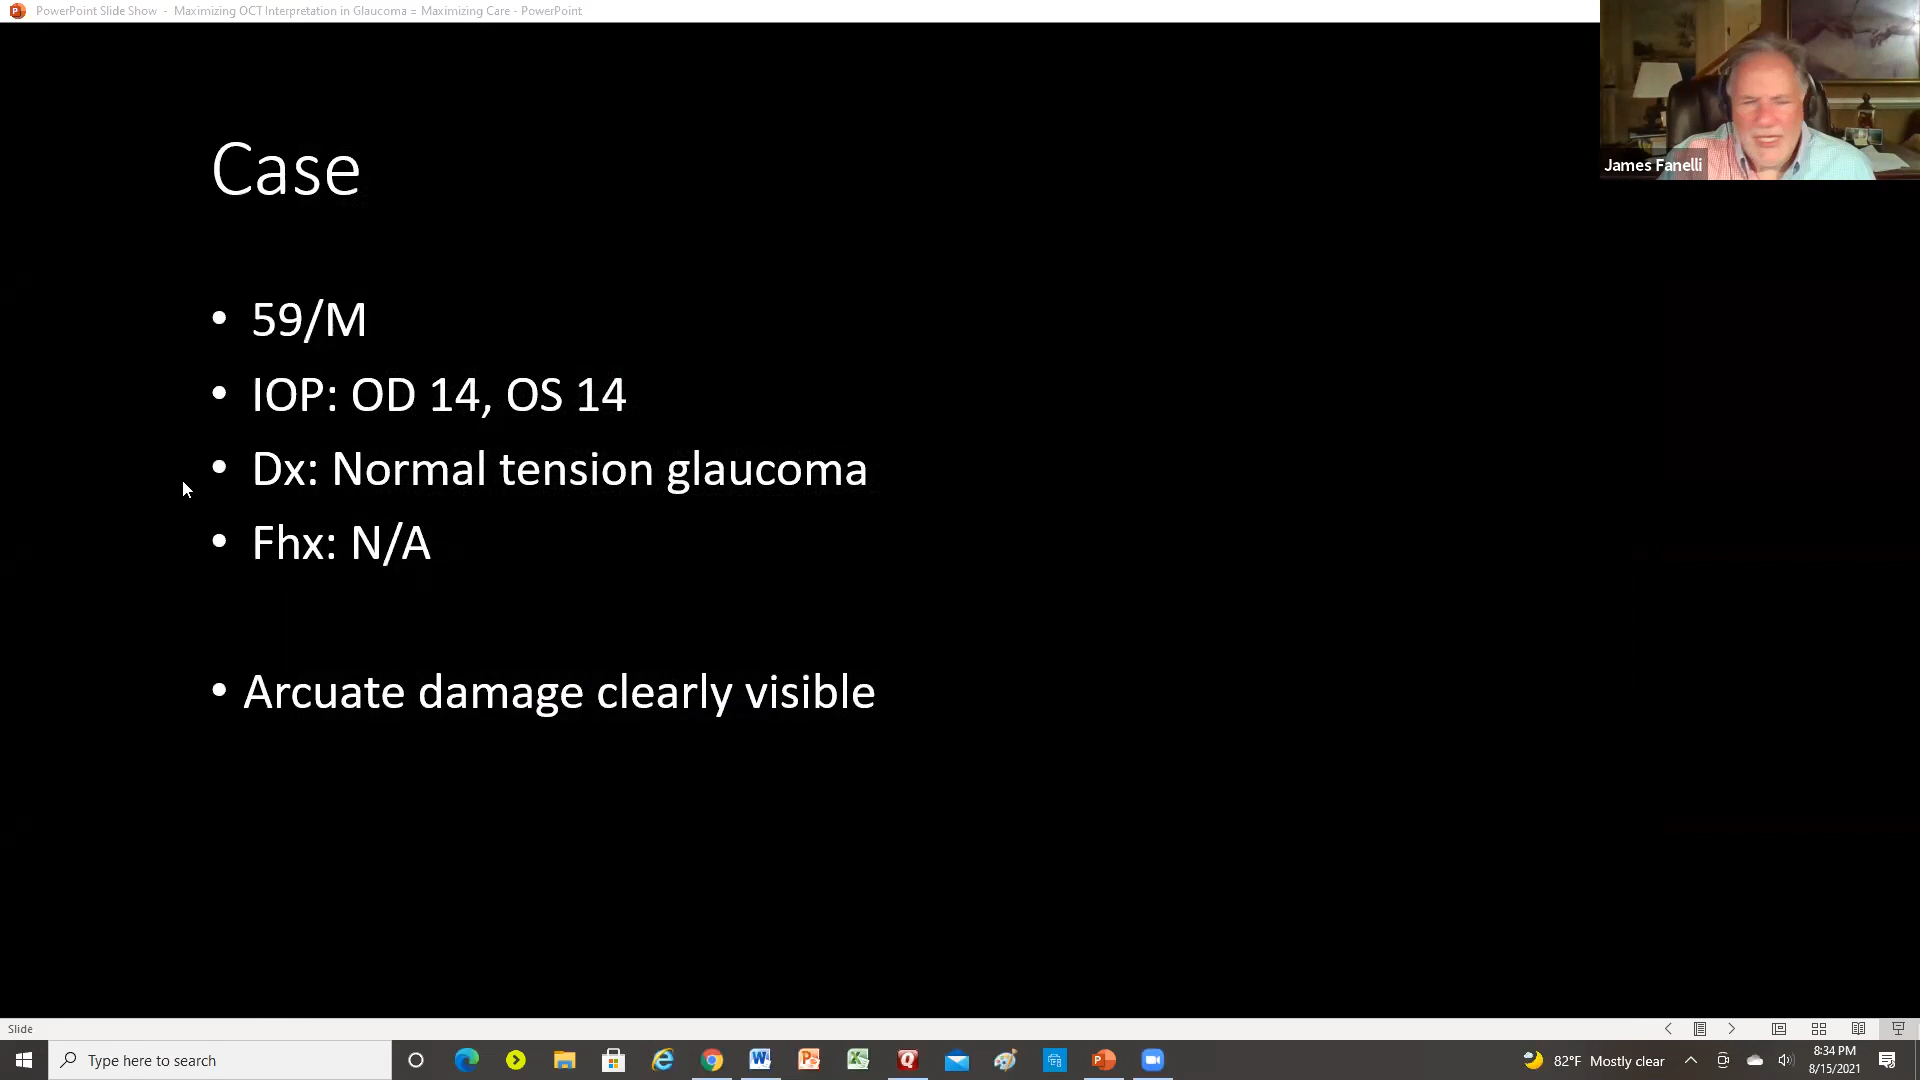 PowerPoint Slide Show - Maximizing OCT Interpretation in Glaucoma = Maximizing Care - PowerPoint
James Fanelli
Case
• 59/M
• IOP: OD 14, OS 14
• Dx: Normal tension glaucoma
• Fhx: N/A
• Arcuate damage clearly visible
Slide
Type here to search
82°F Mostly clear
8:34 PM
8/15/2021